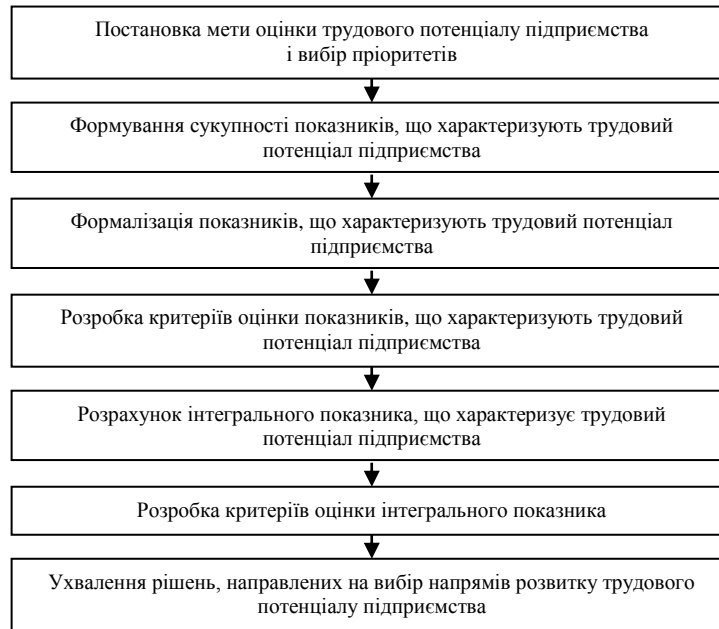 Постановка мети оцінки трудового потенціалу підприємства
і вибір пріоритетів
Формування сукупності показників, що характеризують трудовий
потенціал підприємства
Формалізація показників, що характеризують трудовий потенціал
підприємства
Розробка критеріїв оцінки показників, що характеризують трудовий
потенціал підприємства
Розрахунок інтегрального показника, що характеризує трудовий
потенціал підприємства
Розробка критеріїв оцінки інтегрального показника
Ухвалення рішень, направлених на вибір напрямів розвитку трудового
потенціалу підприємства